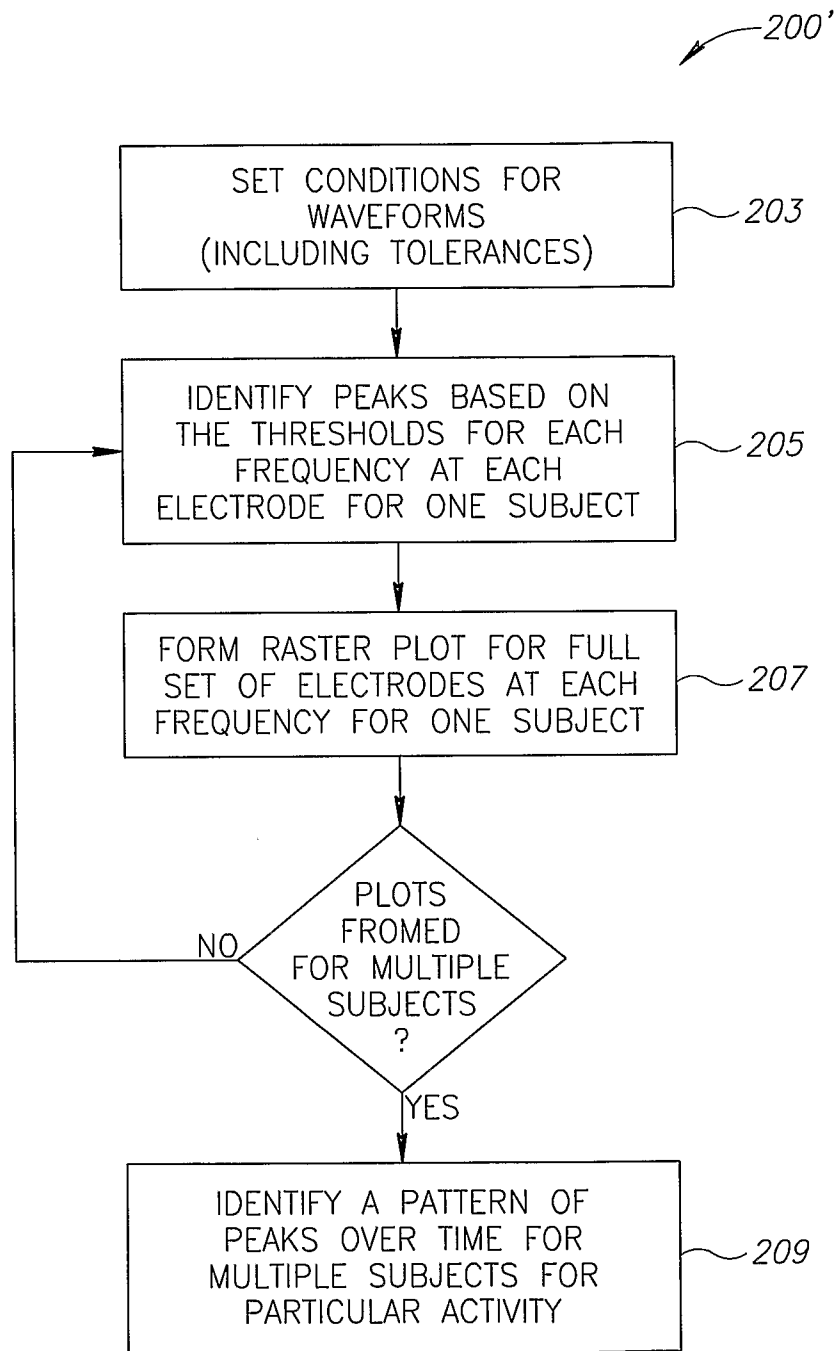 200'
SET CONDITIONS FOR
WAVEFORMS
(INCLUDING TOLERANCES)
203
IDENTIFY PEAKS BASED ON
THE THRESHOLDS FOR EACH
FREQUENCY AT EACH
ELECTRODE FOR ONE SUBJECT
205
FORM RASTER PLOT FOR FULL
SET OF ELECTRODES AT EACH
FREQUENCY FOR ONE SUBJECT
207
PLOTS
FROMED
FOR MULTIPLE
SUBJECTS
?
NO
YES
IDENTIFY A PATTERN OF
PEAKS OVER TIME FOR
MULTIPLE SUBJECTS FOR
PARTICULAR ACTIVITY
209